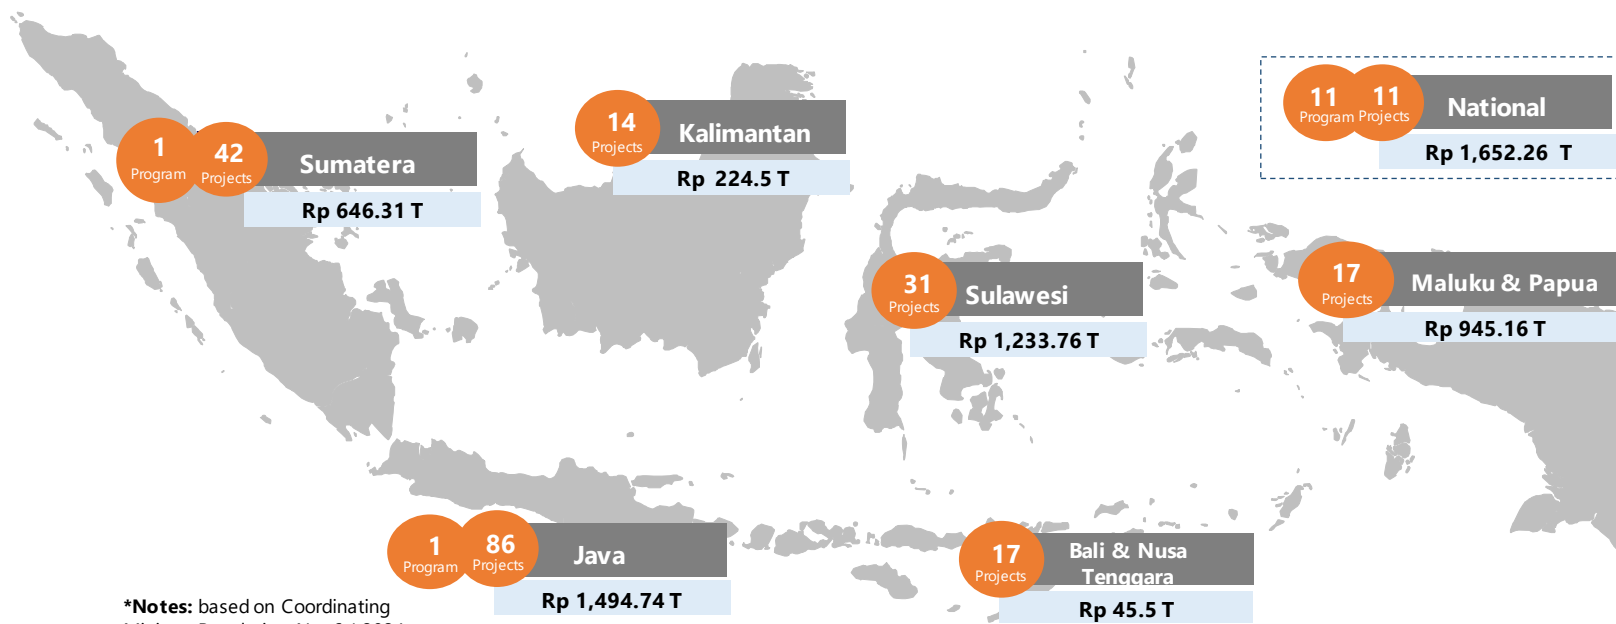 11
Program
11
Projects
National
Rp 1,652.26 T
14
Projects
Kalimantan
Rp 224.5 T
1
Program
42
Projects
Sumatera
Rp 646.31 T
31
Projects
Sulawesi
Rp 1,233.76 T
17
Projects
Maluku & Papua
Rp 945.16 T
1
Program
86
Projects
Java
Rp 1,494.74 T
17
Projects
Bali & Nusa
Tenggara
Rp 45.5 T
*Notes: based on Coordinating